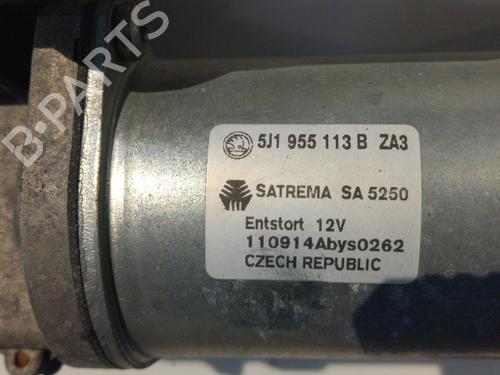 B-PARTS
5J1 955 113 B ZA3
SATREMA SA 5250
Entstort 12V
110914Abys0262
CZECH REPUBLIC